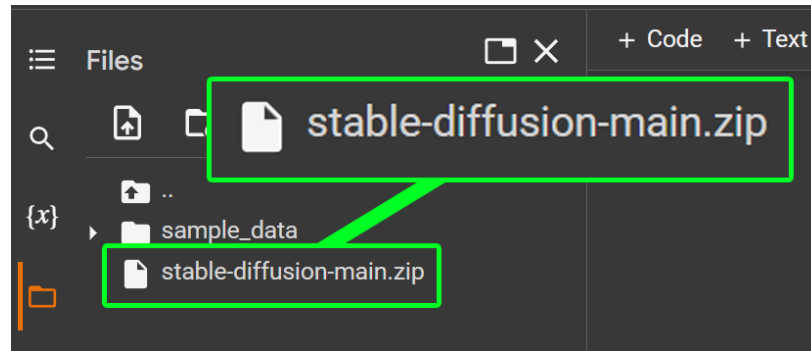 Files
+ Code + Text
stable-diffusion-main.zip
{x}
..
sample_data
stable-diffusion-main.zip